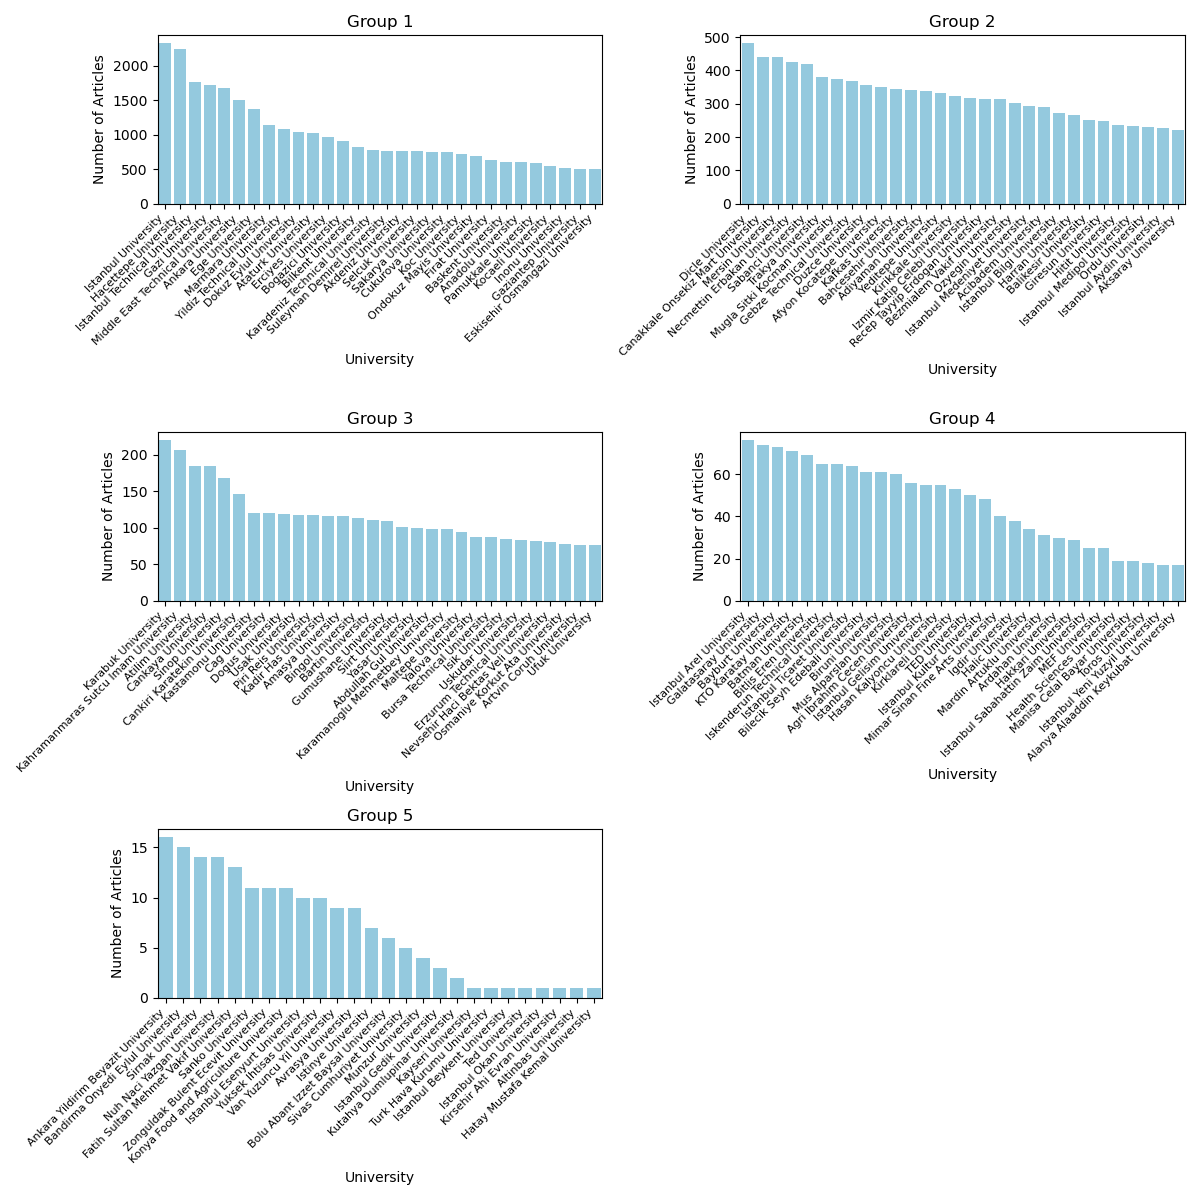 Group 1
Number of Articles
2000
1500
1000
500
0
Istanbul University
Hacettepe University
Istanbul Technical University
Gazi University
Middle East Technical University
Ankara University
Ege University
Marmara University
Yildiz Technical University
Dokuz Eylul University
Ataturk University
Erciyes University
Bogazici University
Bilkent University
Karadeniz Technical University
Suleyman Demirel University
Akdeniz University
Selcuk University
Sakarya University
Cukurova University
Koc University
Ondokuz Mayis University
Firat University
Baskent University
Anadolu University
Pamukkale University
Kocaeli University
Inonu University
Gaziantep University
Eskisehir Osmangazi University
University
Group 2
Number of Articles
500
400
300
200
100
0
Dicle University
Canakkale Onsekiz Mart University
Mersin University
Necmettin Erbakan University
Sabanci University
Trakya University
Mugla Sitki Kocman University
Gebze Technical University
Duzce University
Afyon Kocatepe University
Kafkas University
Bahcesehir University
Adiyaman University
Yeditepe University
Kirikkale University
Izmir Katip Celebi University
Recep Tayyip Erdogan University
Bezmialem Vakif University
Ozyegin University
Istanbul Medeniyet University
Acibadem University
Istanbul Bilgi University
Harran University
Balikesir University
Giresun University
Hitit University
Istanbul Medipol University
Ordu University
Istanbul Aydin University
Aksaray University
University
Group 3
Number of Articles
200
150
100
50
0
Karabuk University
Kahramanmaras Sutcu Imam University
Atilim University
Cankaya University
Sinop University
Cankiri Karatekin University
Kastamonu University
Cag University
Dogus University
Usak University
Piri Reis University
Kadir Has University
Amasya University
Bingol University
Bartin University
Gumushane University
Siirt University
Abdullah Gul University
Karamanoglu Mehmetbey University
Maltepe University
Yalova University
Bursa Technical University
Isik University
Uskudar University
Erzurum Technical University
Nevsehir Haci Bektas Veli University
Osmaniye Korkut Ata University
Artvin Coruh University
Ufuk University
University
Group 4
Number of Articles
60
40
20
0
Istanbul Arel University
Galatasaray University
Bayburt University
KTO Karatay University
Batman University
Bitlis Eren University
Iskenderun Technical University
Istanbul Ticaret University
Bilecik Seyh Edebali University
Mus Alparslan University
Agri Ibrahim Cecen University
Istanbul Gelisim University
Hasan Kalyoncu University
Kirklareli University
Istanbul Kultur University
Mimar Sinan Fine Arts University
Igdir University
Halic University
Mardin Artuklu University
Ardahan University
Hakkari University
Istanbul Sabahattin Zaim University
MEF University
Health Sciences University
Manisa Celal Bayar University
Toros University
Istanbul Yeni Yuzyil University
Alanya Alaaddin Keykubat University
University
Group 5
Number of Articles
15
10
5
0
Ankara Yildirim Beyazit University
Bandirma Onyedi Eylul University
Sirnak University
Nuh Naci Yazgan University
Fatih Sultan Mehmet Vakif University
Sanko University
Zonguldak Bulent Ecevit University
Konya Food and Agriculture University
Istanbul Esenyurt University
Yuksek Ihtisas University
Van Yuzuncu Yil University
Avrasya University
Istinye University
Bolu Abant Izzet Baysal University
Sivas Cumhuriyet University
Munzur University
Istanbul Gedik University
Kutahya Dumlupinar University
Kayseri University
Turk Hava Kurumu University
Istanbul Beykent University
Ted University
Istanbul Okan University
Kirsehir Ahi Evran University
Altinbas University
Hatay Mustafa Kemal University
University